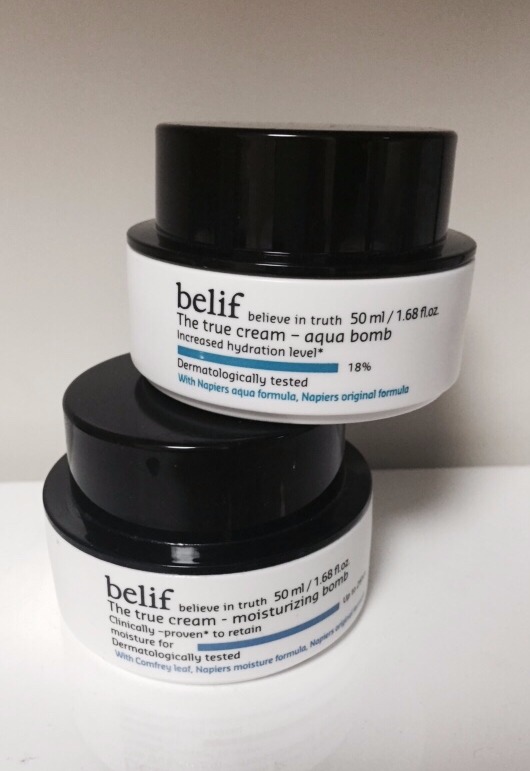 belif believe in truth 50 ml / 1.68 fl.oz.
The true cream – aqua bomb
Increased hydration level*
18%
Dermatologically tested
With Napiers aqua formula, Napiers original formula
belif believe in truth 50 ml / 1.68 fl.oz.
The true cream - moisturizing bomb
Clinically -proven* to retain
moisture for
Dermatologically tested
With Comfrey leaf, Napiers moisture formula, Napiers